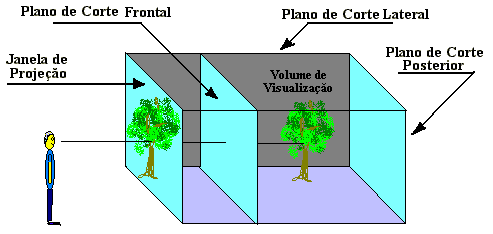 Plano de Corte Frontal
Plano de Corte Lateral
Janela de
Projeção
Plano de Corte
Posterior
Volume de
Visualização